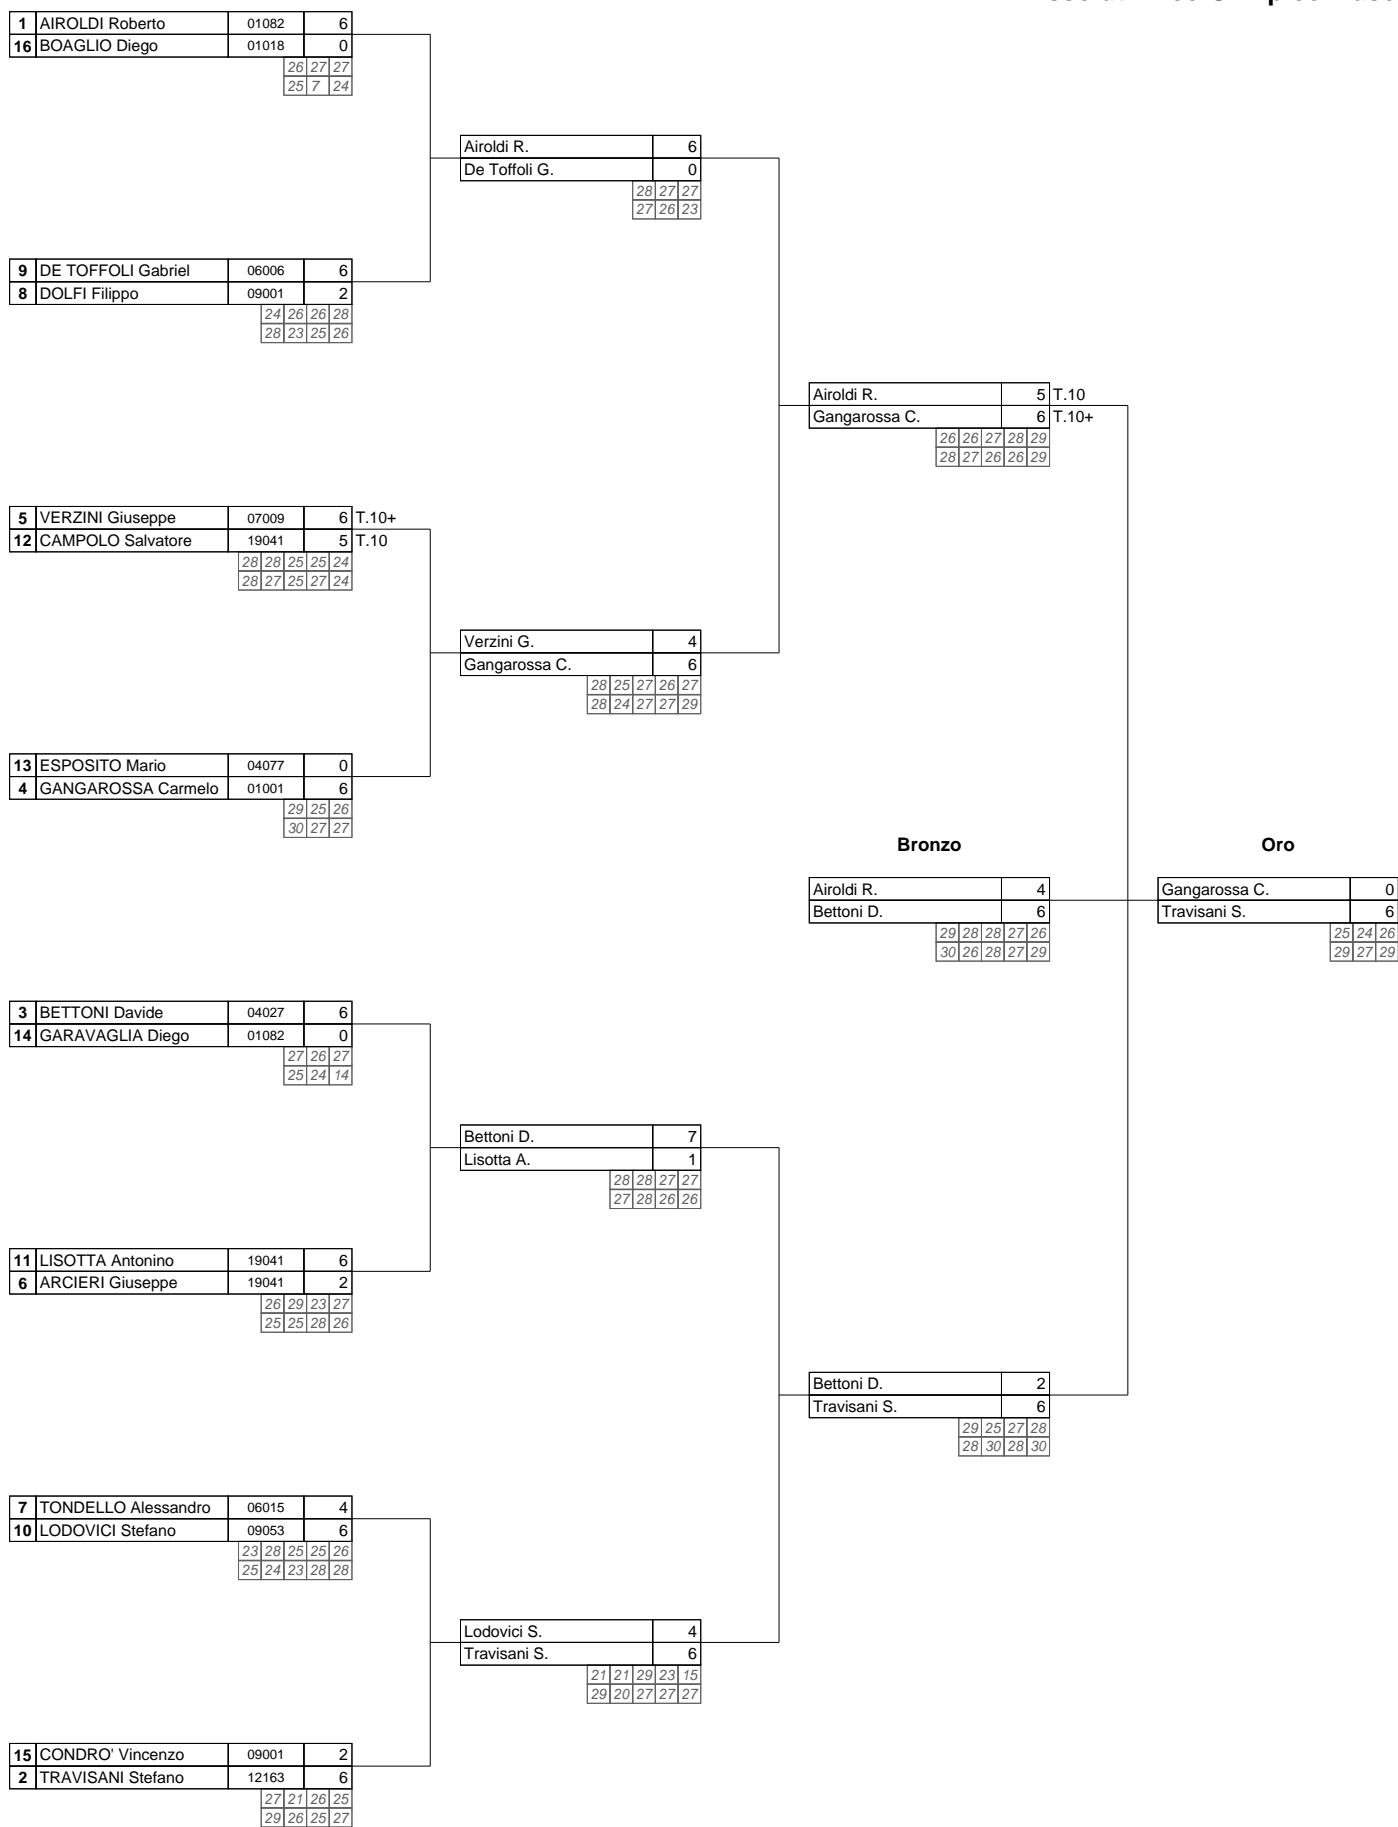 1 AIROLDI Roberto 01082 6
16 BOAGLIO Diego 01018 0
26 27 27
25 7 24
Airoldi R. 6
De Toffoli G. 0
28 27 27
27 26 23
9 DE TOFFOLI Gabriel 06006 6
8 DOLFI Filippo 09001 2
24 26 26 28
28 23 25 26
Airoldi R. 5 T.10
Gangarossa C. 6 T.10+
26 26 27 28 29
28 27 26 26 29
5 VERZINI Giuseppe 07009 6 T.10+
12 CAMPOLO Salvatore 19041 5 T.10
28 28 25 25 24
28 27 25 27 24
Verzini G. 4
Gangarossa C. 6
28 25 27 26 27
28 24 27 27 29
13 ESPOSITO Mario 04077 0
4 GANGAROSSA Carmelo 01001 6
29 25 26
30 27 27
Bronzo Oro
Airoldi R. 4 Gangarossa C. 0
Bettoni D. 6 Travisani S. 6
29 28 28 27 26 25 24 26
30 26 28 27 29 29 27 29
3 BETTONI Davide 04027 6
14 GARAVAGLIA Diego 01082 0
27 26 27
25 24 14
Bettoni D. 7
Lisotta A. 1
28 28 27 27
27 28 26 26
11 LISOTTA Antonino 19041 6
6 ARCIERI Giuseppe 19041 2
26 29 23 27
25 25 28 26
Bettoni D. 2
Travisani S. 6
29 25 27 28
28 30 28 30
7 TONDELLO Alessandro 06015 4
10 LODOVICI Stefano 09053 6
23 28 25 25 26
25 24 23 28 28
Lodovici S. 4
Travisani S. 6
21 21 29 23 15
29 20 27 27 27
15 CONDRO' Vincenzo 09001 2
2 TRAVISANI Stefano 12163 6
27 21 26 25
29 26 25 27